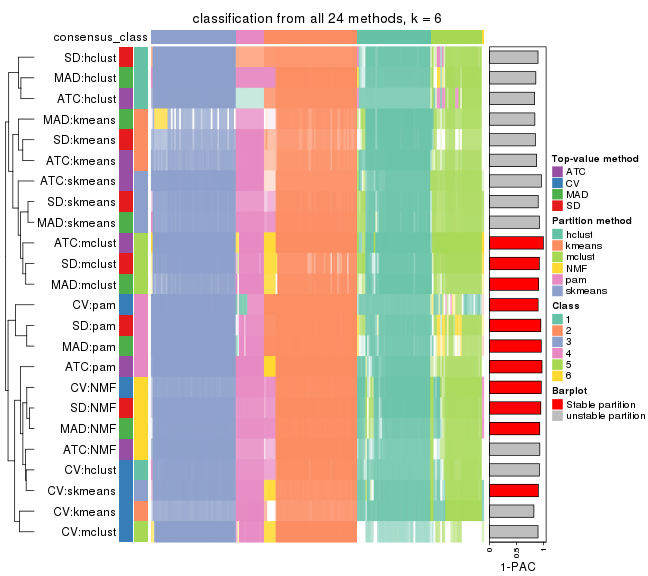 classification from all 24 methods, k = 6
consensus_class
SD:hclust
MAD:hclust
ATC:hclust
MAD:kmeans
SD:kmeans
ATC:kmeans
ATC:skmeans
SD:skmeans
MAD:skmeans
ATC:mclust
SD:mclust
MAD:mclust
CV:pam
SD:pam
MAD:pam
ATC:pam
CV:NMF
SD:NMF
MAD:NMF
ATC:NMF
CV:hclust
CV:skmeans
CV:kmeans
CV:mclust
0
0.5
1
1-PAC
Top-value method
ATC
CV
MAD
SD
Partition method
hclust
kmeans
mclust
NMF
pam
skmeans
Class
1
2
3
4
5
6
Barplot
Stable partition
unstable partition